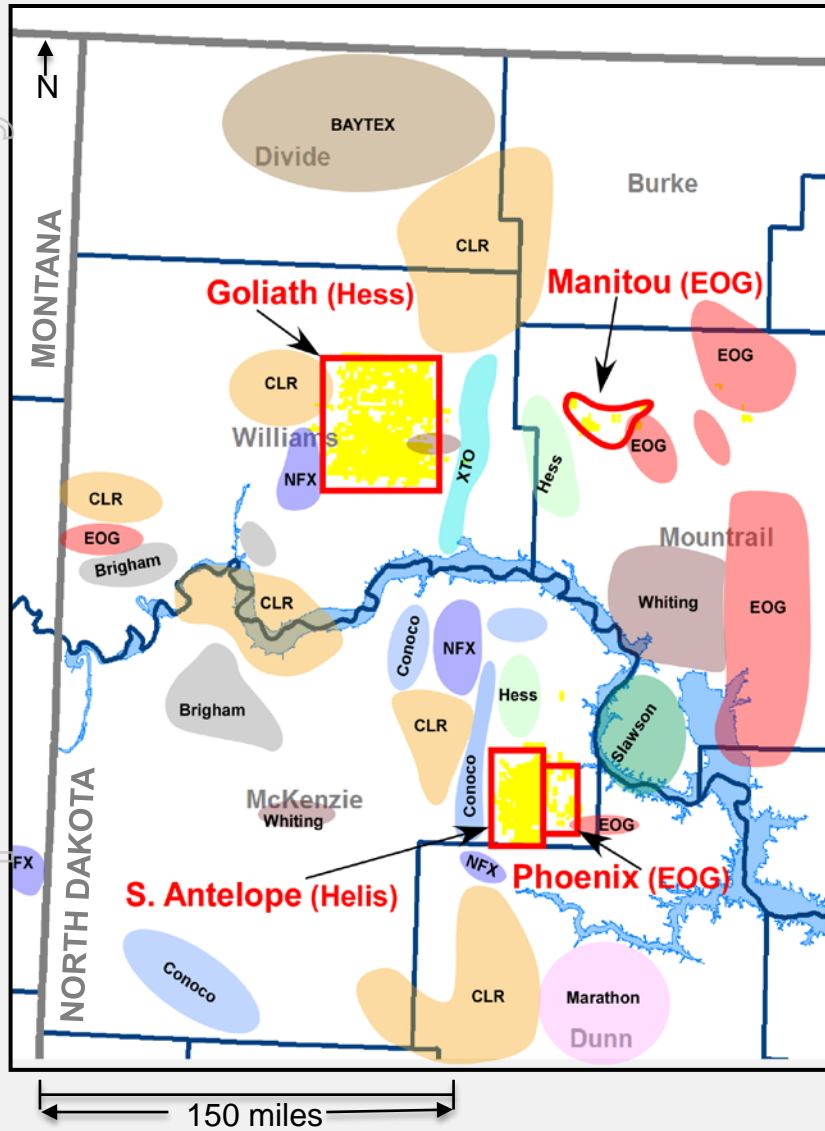 N
BAYTEX
Divide
Burke
CLR
MONTANA
Goliath (Hess)
Manitou (EOG)
EOG
CLR
Williams
EOG
XTO
Hess
NFX
CLR
EOG
Brigham
Mountrail
CLR
Whiting
EOG
Conoco
NFX
Hess
Brigham
CLR
Slawson
Conoco
McKenzie
Whiting
EOG
NORTH DAKOTA
FX
NFX
S. Antelope (Helis)
Phoenix (EOG)
Conoco
CLR
Marathon
Dunn
150 miles